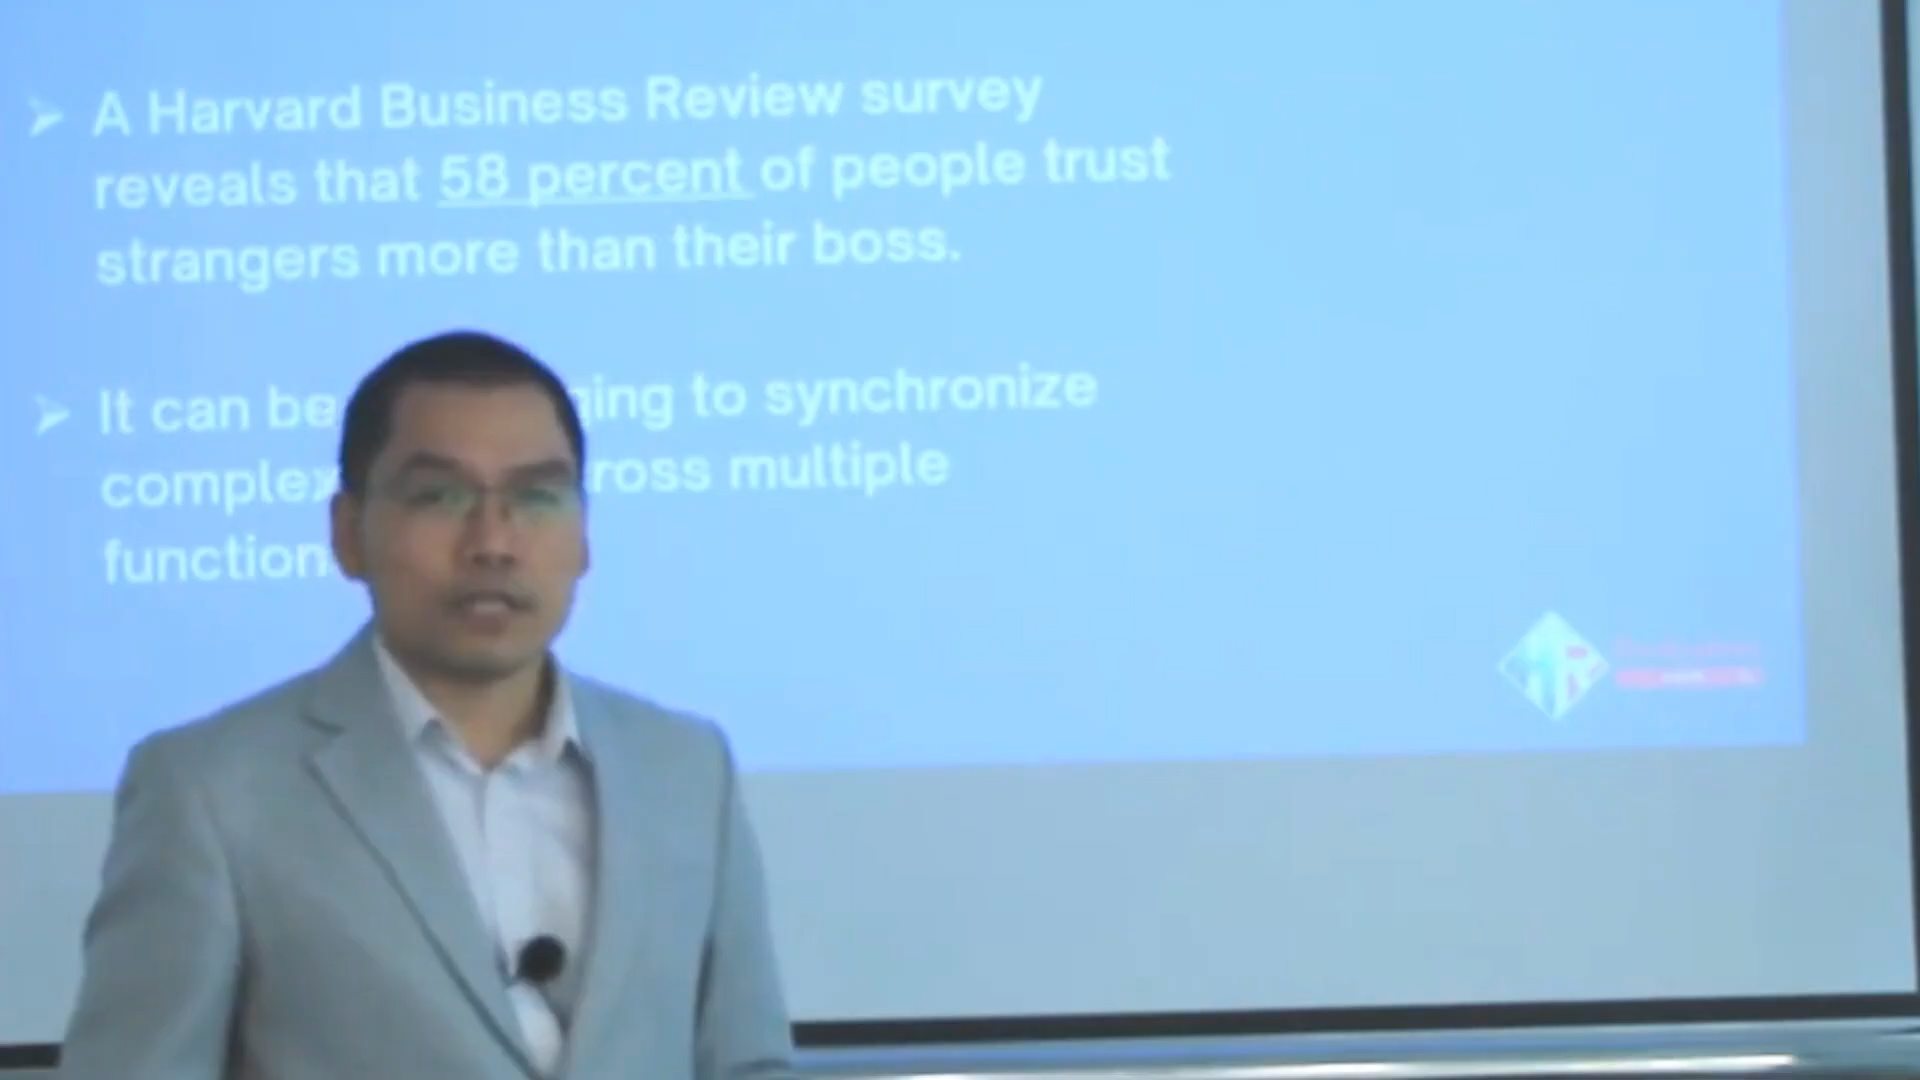 ➤ A Harvard Business Review survey
reveals that 58 percent of people trust
strangers more than their boss.
➤ It can be ging to synchronize
complex ross multiple
function